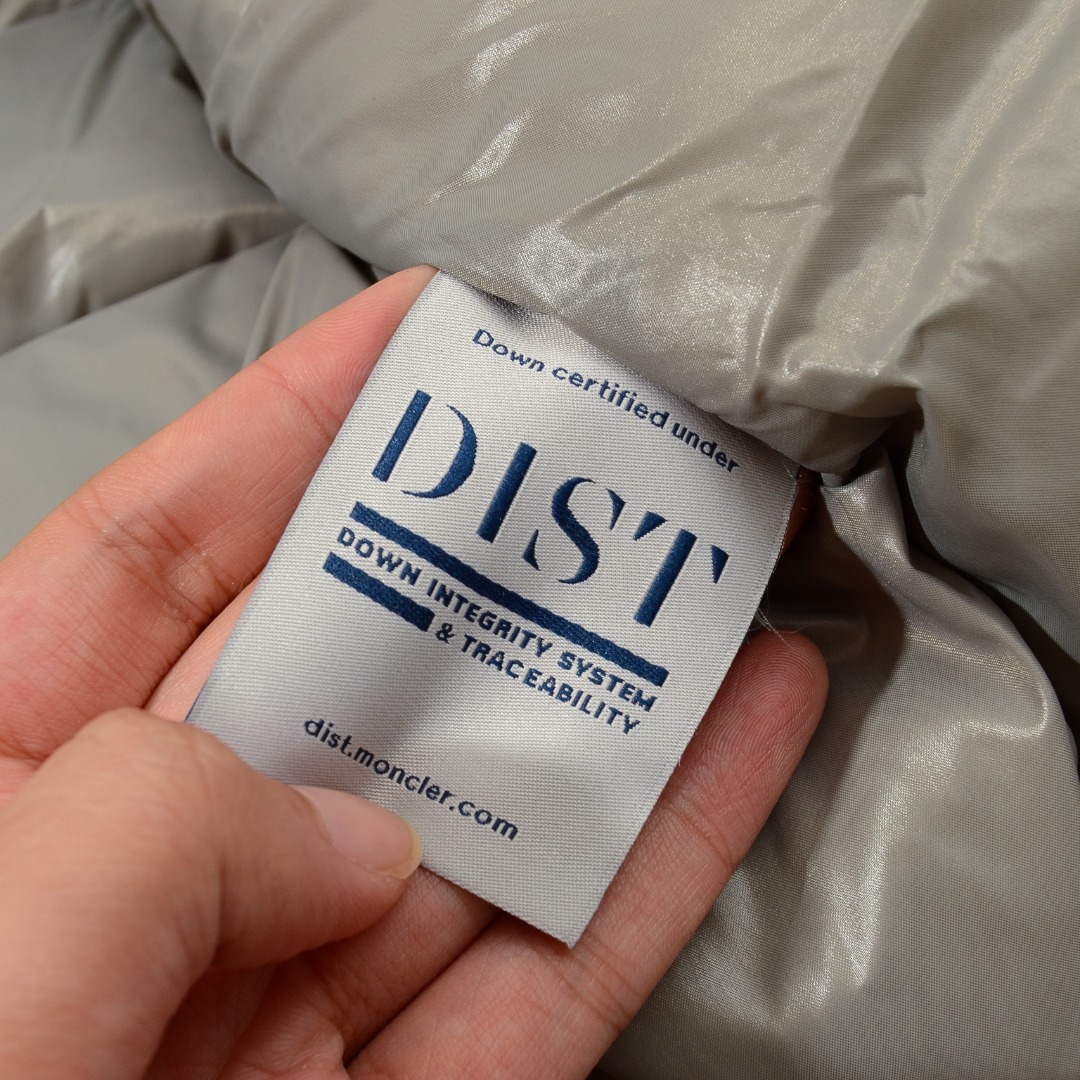 Down certified under
DIST
DOWN INTEGRITY SYSTEM
& TRACEABILITY
dist.moncler.com